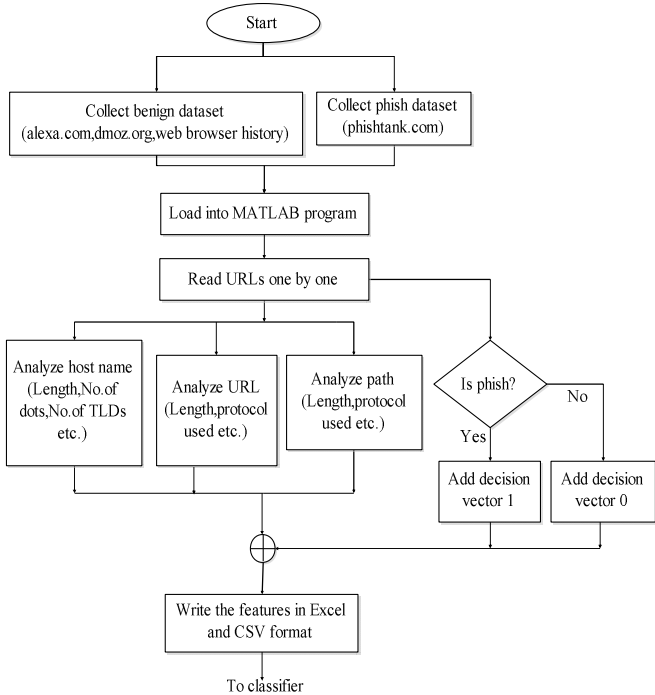 Start
Collect benign dataset
(alexa.com,dmoz.org,web browser history)
Collect phish dataset
(phishtank.com)
Load into MATLAB program
Read URLs one by one
Analyze host name
(Length,No.of
dots,No.of TLDs
etc.)
Analyze URL
(Length,protocol
used etc.)
Analyze path
(Length,protocol
used etc.)
Is phish?
No
Yes
Add decision
vector 1
Add decision
vector 0
Write the features in Excel
and CSV format
To classifier